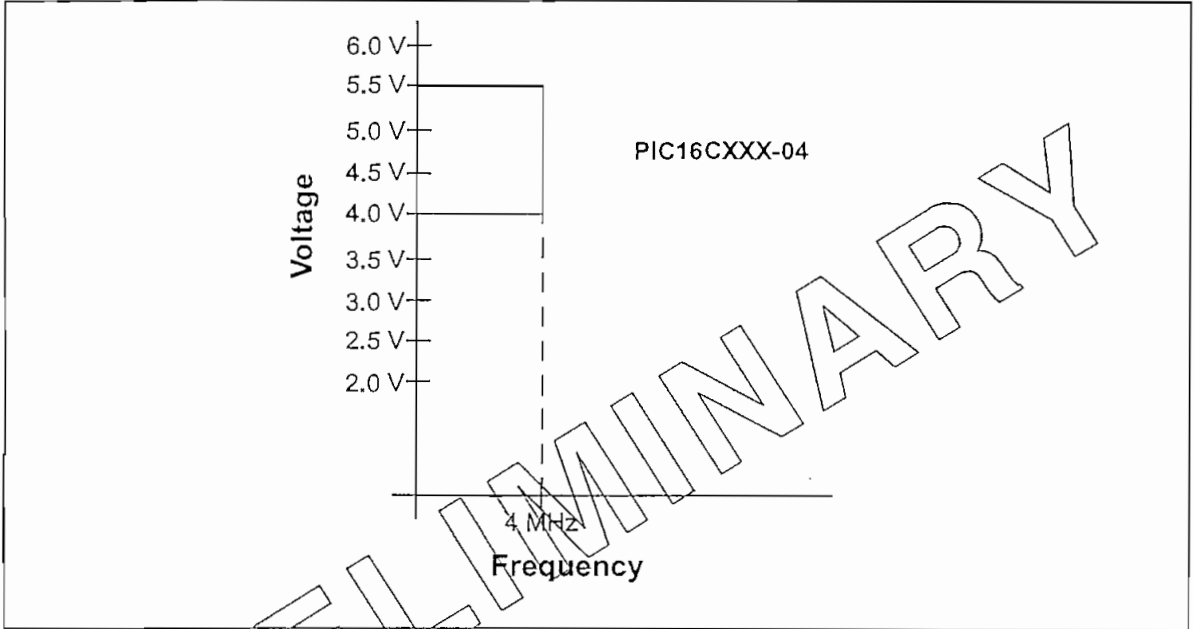 6.0 V
5.5 V
5.0 V
PIC16CXXX-04
4.5 V
4.0 V
3.5 V
3.0 V
2.5 V
2.0 V
Voltage
4 MHz
Frequency
ELIMINARY